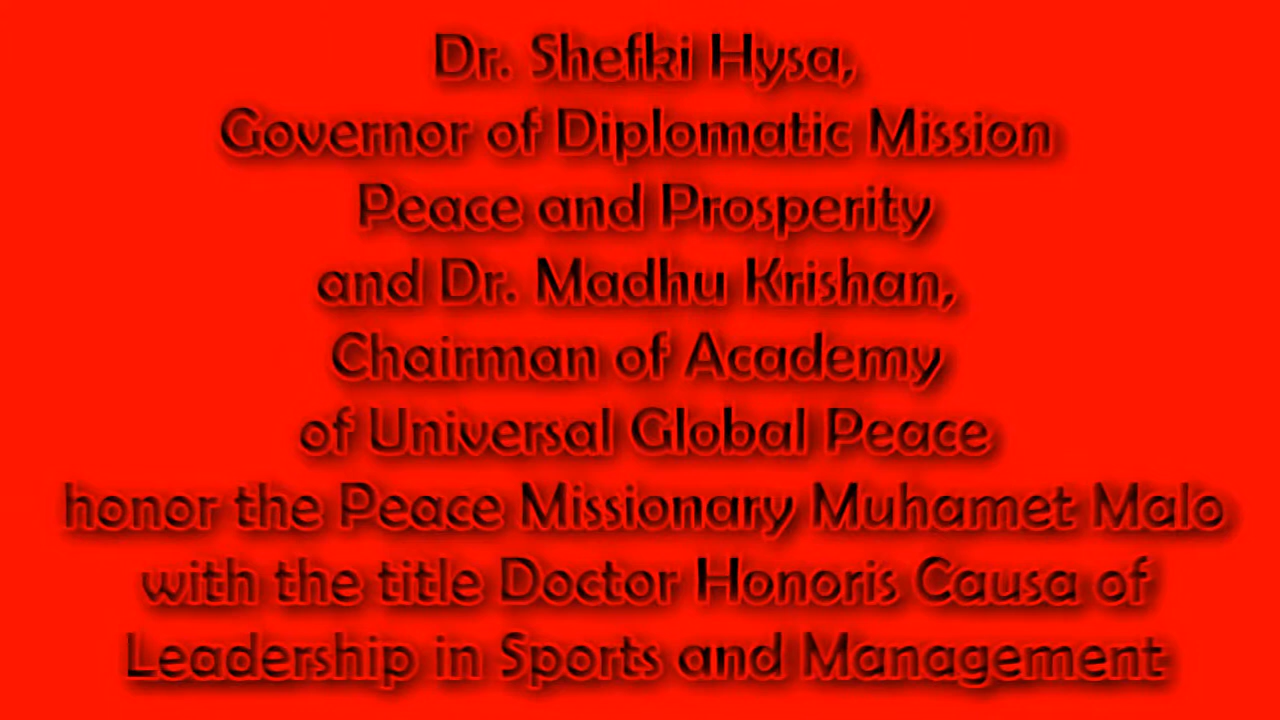 Dr. Shefki Hysa,
Governor of Diplomatic Mission
Peace and Prosperity
and Dr. Madhu Krishan,
Chairman of Academy
of Universal Global Peace
honor the Peace Missionary Muhamet Malo
with the title Doctor Honoris Causa of
Leadership in Sports and Management